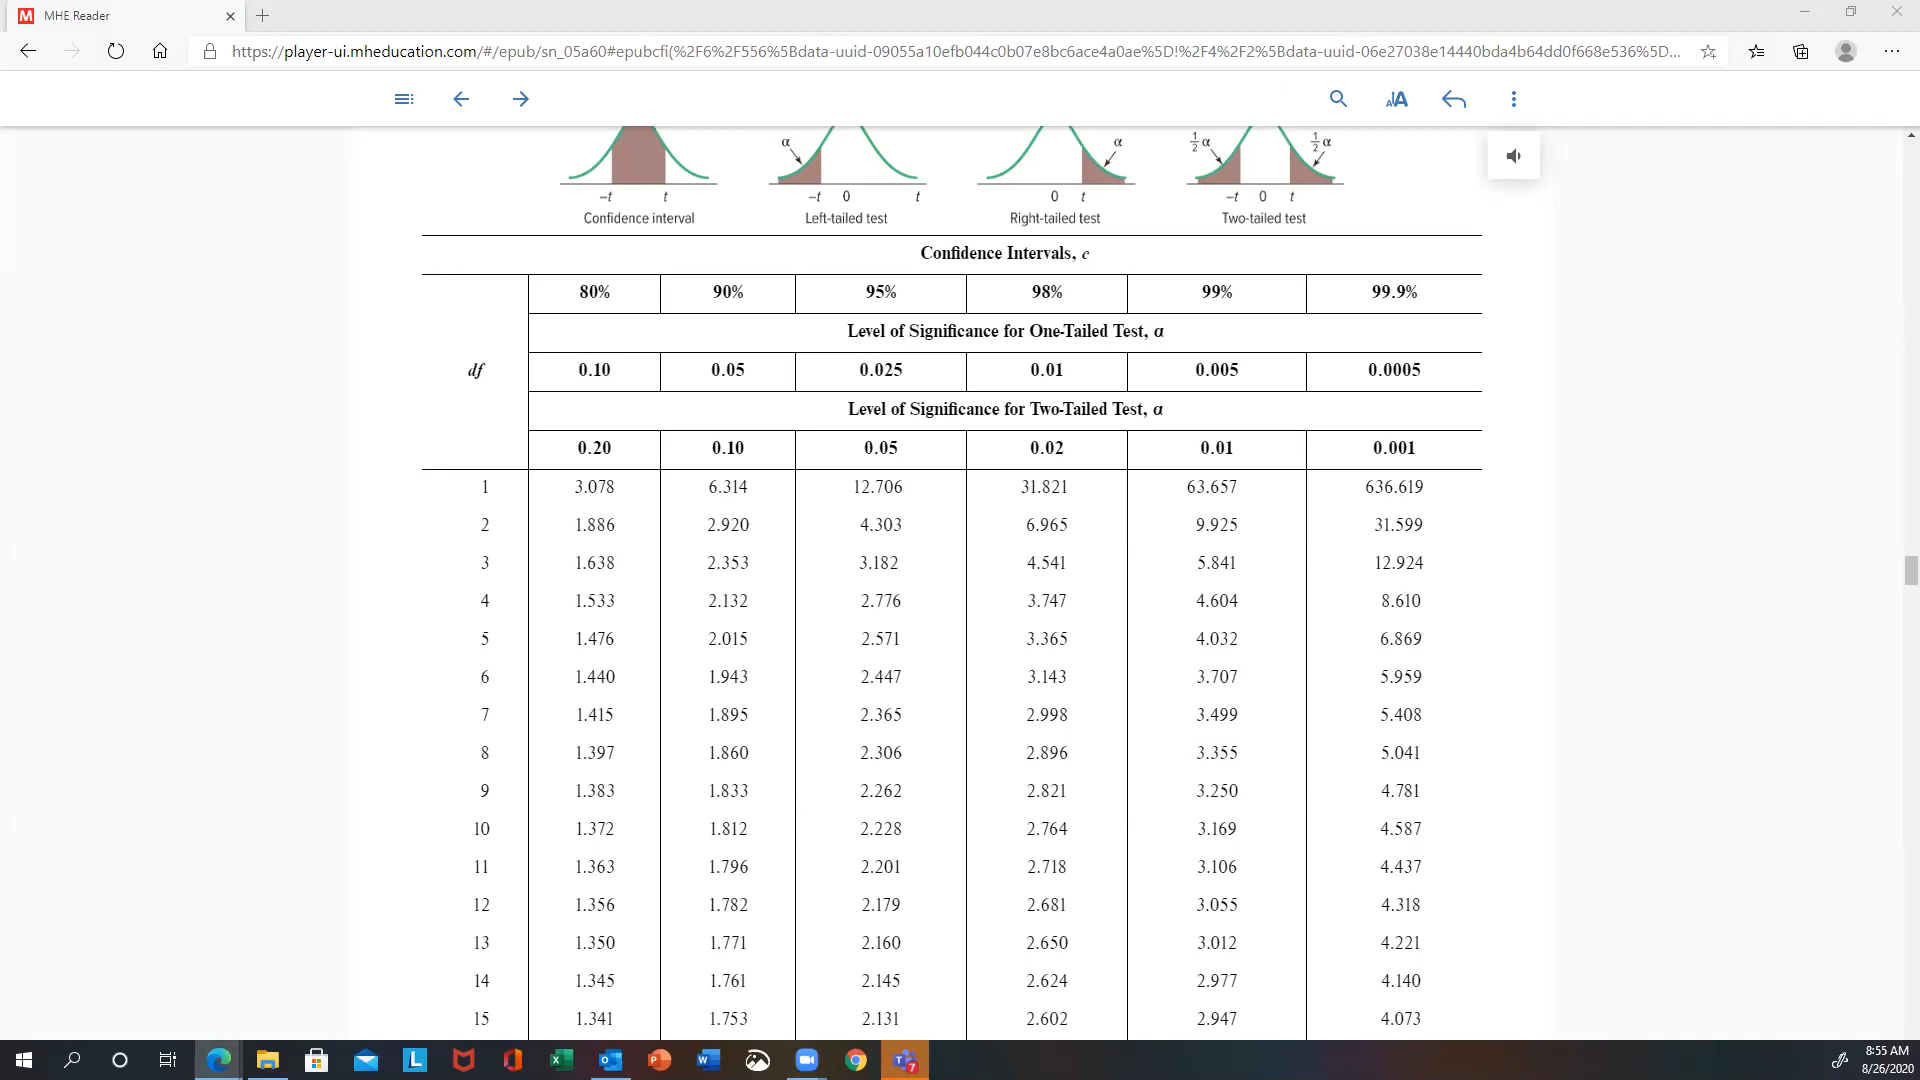 MHE Reader
https://player-ui.mheducation.com/#/epub/sn_05a60#epubcfi(%2F6%2F556%5Bdata-uuid-09055a10efb044c0b07e8bc6ace4a0ae%5D!%2F4%2F2%5Bdata-uuid-06e27038e14440bda4b64dd0f668e536%5D...
α α ½ α ½ α
−t t −t 0 t 0 t −t 0 t
Confidence interval Left-tailed test Right-tailed test Two-tailed test
Confidence Intervals, c
80% 90% 95% 98% 99% 99.9%
Level of Significance for One-Tailed Test, α
df 0.10 0.05 0.025 0.01 0.005 0.0005
Level of Significance for Two-Tailed Test, α
0.20 0.10 0.05 0.02 0.01 0.001
1 3.078 6.314 12.706 31.821 63.657 636.619
2 1.886 2.920 4.303 6.965 9.925 31.599
3 1.638 2.353 3.182 4.541 5.841 12.924
4 1.533 2.132 2.776 3.747 4.604 8.610
5 1.476 2.015 2.571 3.365 4.032 6.869
6 1.440 1.943 2.447 3.143 3.707 5.959
7 1.415 1.895 2.365 2.998 3.499 5.408
8 1.397 1.860 2.306 2.896 3.355 5.041
9 1.383 1.833 2.262 2.821 3.250 4.781
10 1.372 1.812 2.228 2.764 3.169 4.587
11 1.363 1.796 2.201 2.718 3.106 4.437
12 1.356 1.782 2.179 2.681 3.055 4.318
13 1.350 1.771 2.160 2.650 3.012 4.221
14 1.345 1.761 2.145 2.624 2.977 4.140
15 1.341 1.753 2.131 2.602 2.947 4.073
8:55 AM
8/26/2020